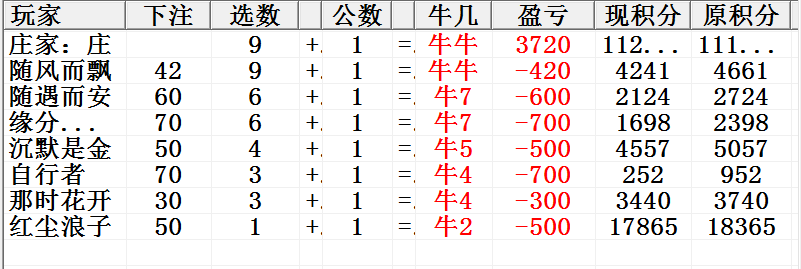 玩家 下注 选数 公数 牛几 盈亏 现积分 原积分
庄家：庄 9 +. 1 =. 牛牛 3720 112... 111...
随风而飘 42 9 +. 1 =. 牛牛 -420 4241 4661
随遇而安 60 6 +. 1 =. 牛7 -600 2124 2724
缘分... 70 6 +. 1 =. 牛7 -700 1698 2398
沉默是金 50 4 +. 1 =. 牛5 -500 4557 5057
自行者 70 3 +. 1 =. 牛4 -700 252 952
那时花开 30 3 +. 1 =. 牛4 -300 3440 3740
红尘浪子 50 1 +. 1 =. 牛2 -500 17865 18365